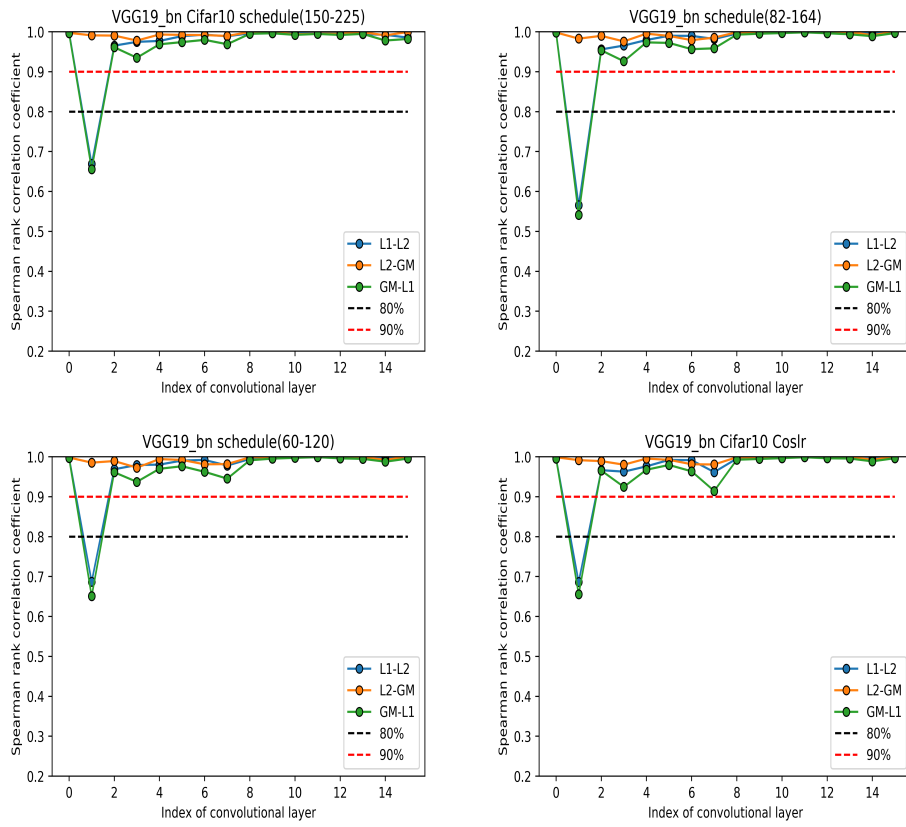 VGG19_bn Cifar10 schedule(150-225)
1.0
0.9
0.8
0.7
0.6
0.5
0.4
0.3
0.2
Spearman rank correlation coefficient
L1-L2
L2-GM
GM-L1
80%
90%
0 2 4 6 8 10 12 14
Index of convolutional layer
VGG19_bn schedule(82-164)
1.0
0.9
0.8
0.7
0.6
0.5
0.4
0.3
0.2
Spearman rank correlation coefficient
L1-L2
L2-GM
GM-L1
80%
90%
0 2 4 6 8 10 12 14
Index of convolutional layer
VGG19_bn schedule(60-120)
1.0
0.9
0.8
0.7
0.6
0.5
0.4
0.3
0.2
Spearman rank correlation coefficient
L1-L2
L2-GM
GM-L1
80%
90%
0 2 4 6 8 10 12 14
Index of convolutional layer
VGG19_bn Cifar10 Coslr
1.0
0.9
0.8
0.7
0.6
0.5
0.4
0.3
0.2
Spearman rank correlation coefficient
L1-L2
L2-GM
GM-L1
80%
90%
0 2 4 6 8 10 12 14
Index of convolutional layer